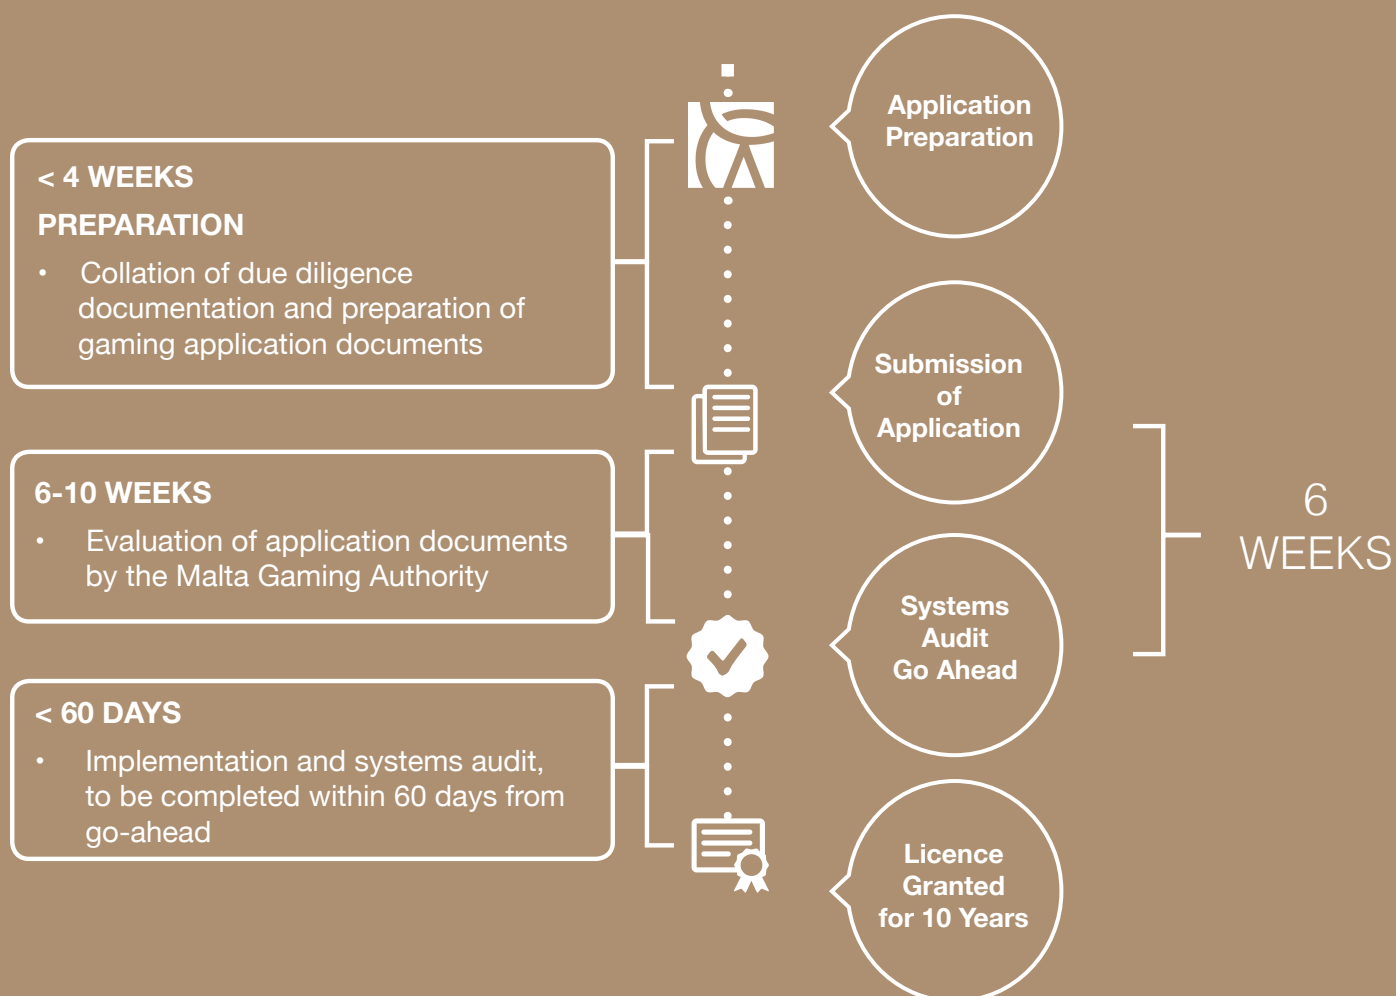 Application
Preparation
< 4 WEEKS
PREPARATION
• Collation of due diligence
documentation and preparation of
gaming application documents
Submission
of
Application
6-10 WEEKS
• Evaluation of application documents
by the Malta Gaming Authority
6
WEEKS
Systems
Audit
Go Ahead
< 60 DAYS
• Implementation and systems audit,
to be completed within 60 days from
go-ahead
Licence
Granted
for 10 Years